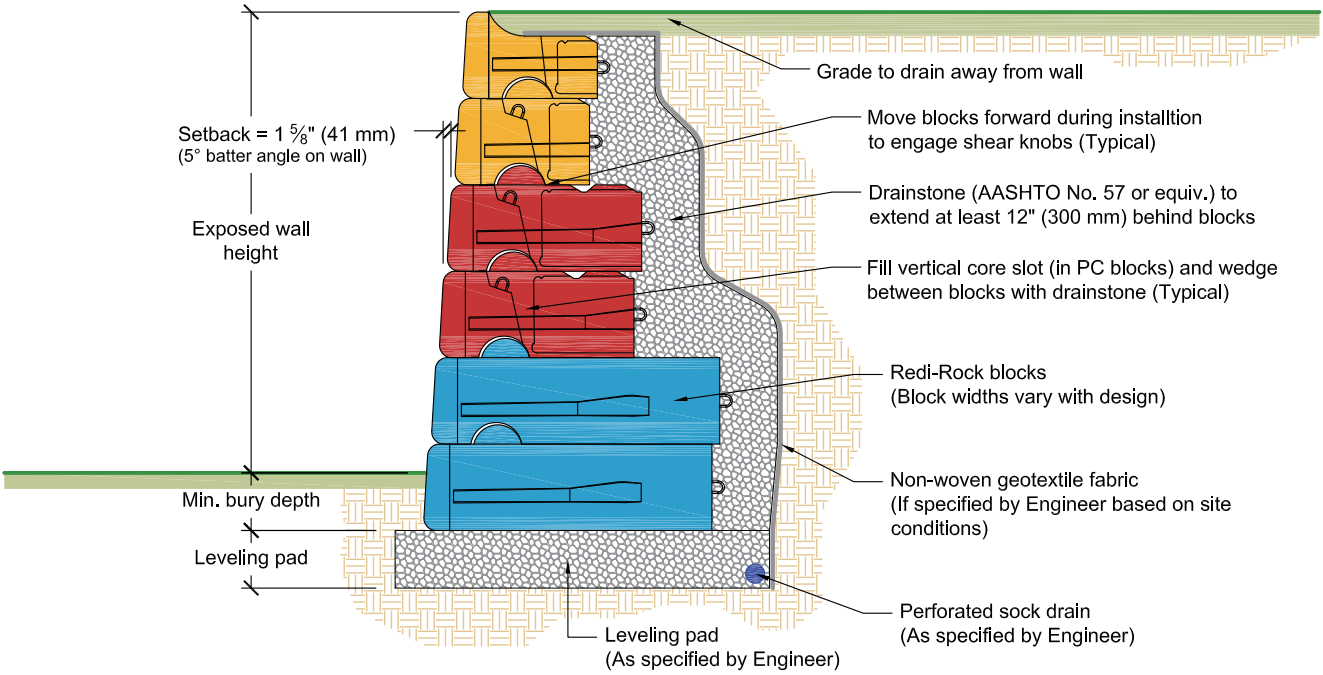 Grade to drain away from wall
Setback = 1 5⁄8" (41 mm)
(5° batter angle on wall)
Move blocks forward during installtion
to engage shear knobs (Typical)
Exposed wall
height
Drainstone (AASHTO No. 57 or equiv.) to
extend at least 12" (300 mm) behind blocks
Fill vertical core slot (in PC blocks) and wedge
between blocks with drainstone (Typical)
Redi-Rock blocks
(Block widths vary with design)
Min. bury depth
Non-woven geotextile fabric
(If specified by Engineer based on site
conditions)
Leveling pad
Perforated sock drain
(As specified by Engineer)
Leveling pad
(As specified by Engineer)